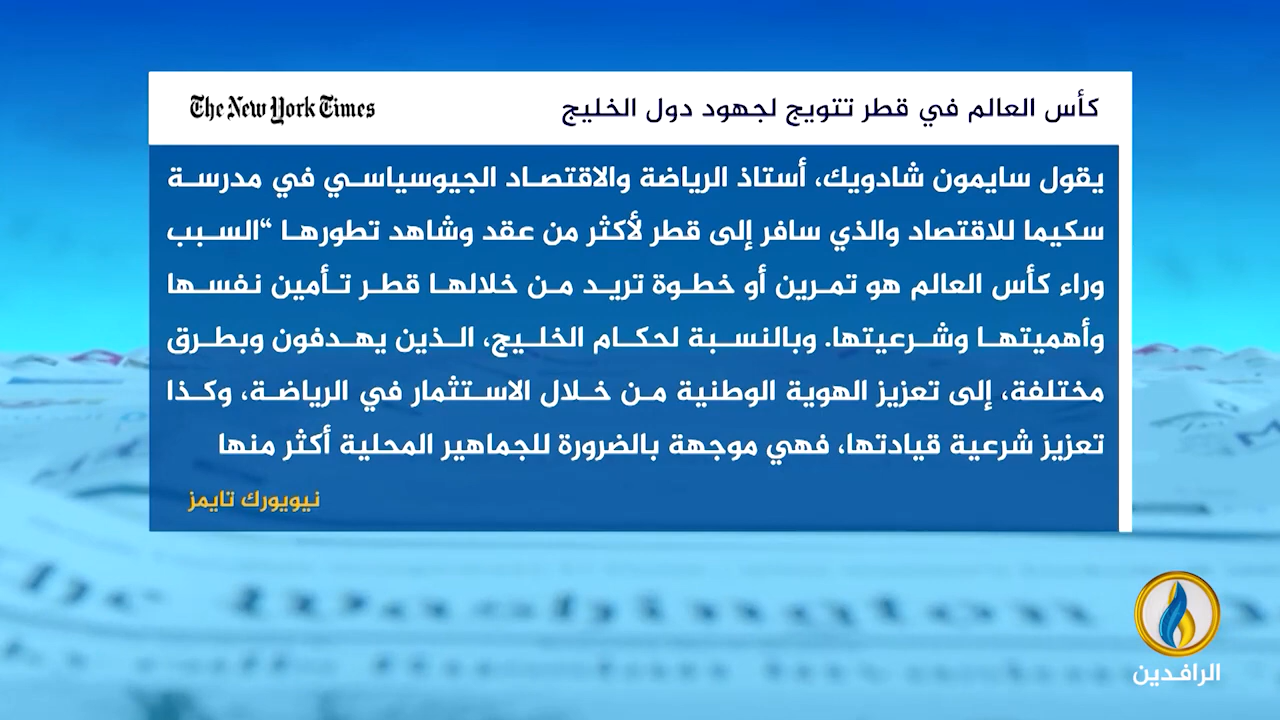 كأس العالم في قطر تتويج لجهود دول الخليج
The New York Times
يقول سايمون شادويك، أستاذ الرياضة والاقتصاد الجيوسياسي في مدرسة
سكيما للاقتصاد والذي سافر إلى قطر لأكثر من عقد وشاهد تطورها “السبب
وراء كأس العالم هو تمرين أو خطوة تريد من خلالها قطر تأمين نفسها
وأهميتها وشرعيتها. وبالنسبة لحكام الخليج، الذين يهدفون وبطرق
مختلفة، إلى تعزيز الهوية الوطنية من خلال الاستثمار في الرياضة، وكذا
تعزيز شرعية قيادتها، فهي موجهة بالضرورة للجماهير المحلية أكثر منها
نيويورك تايمز
الرافدين